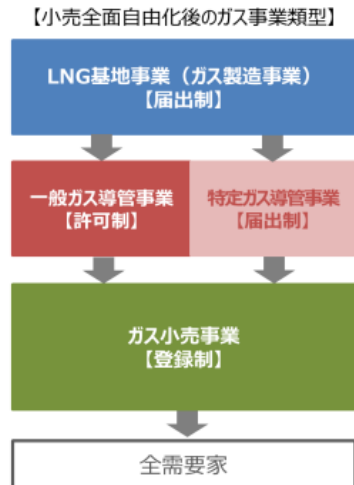 【小売全面自由化後のガス事業類型】
LNG基地事業（ガス製造事業）
【届出制】
一般ガス導管事業
【許可制】
特定ガス導管事業
【届出制】
ガス小売事業
【登録制】
全需要家